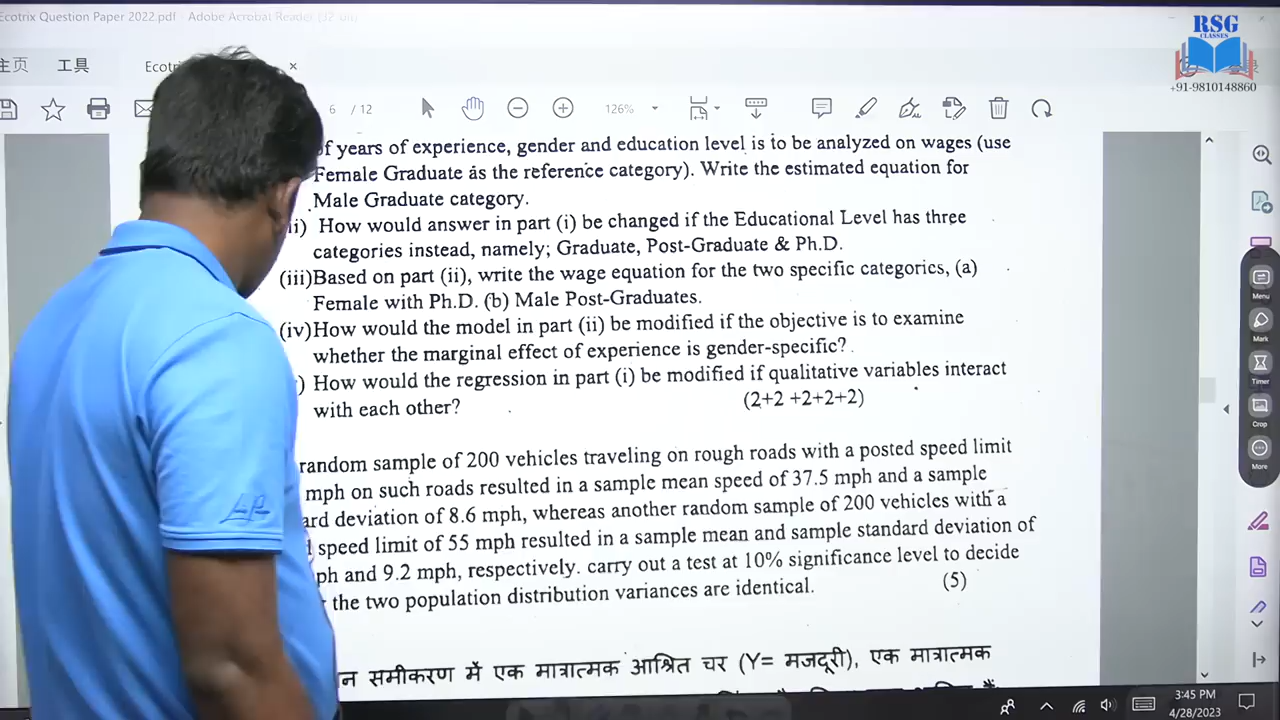 Ecotrix Question Paper 2022.pdf - Adobe Acrobat Reader (32-bit)
RSG
CLASSES
+91-9810148860
主页 工具 Ecot ×
6 / 12 126%
of years of experience, gender and education level is to be analyzed on wages (use
Female Graduate as the reference category). Write the estimated equation for
Male Graduate category.
ii) How would answer in part (i) be changed if the Educational Level has three
categories instead, namely; Graduate, Post-Graduate & Ph.D.
(iii)Based on part (ii), write the wage equation for the two specific categories, (a)
Female with Ph.D. (b) Male Post-Graduates.
(iv)How would the model in part (ii) be modified if the objective is to examine
whether the marginal effect of experience is gender-specific?
) How would the regression in part (i) be modified if qualitative variables interact
with each other? (2+2 +2+2+2)
random sample of 200 vehicles traveling on rough roads with a posted speed limit
mph on such roads resulted in a sample mean speed of 37.5 mph and a sample
ard deviation of 8.6 mph, whereas another random sample of 200 vehicles with a
speed limit of 55 mph resulted in a sample mean and sample standard deviation of
ph and 9.2 mph, respectively. carry out a test at 10% significance level to decide
the two population distribution variances are identical. (5)
न समीकरण में एक मात्रात्मक आश्रित चर (Y= मजदूरी), एक मात्रात्मक
Menu
Mark
Timer
Crop
More
3:45 PM
4/28/2023